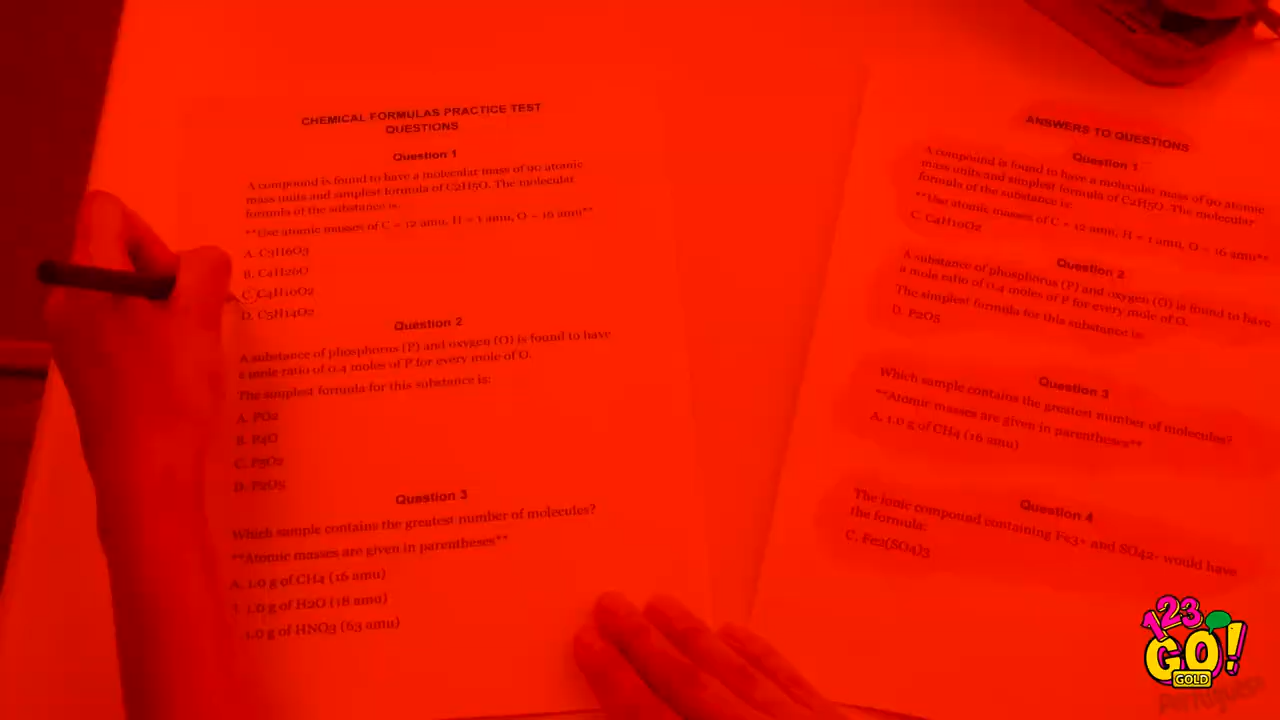 CHEMICAL FORMULAS PRACTICE TEST
QUESTIONS
Question 1
A compound is found to have a molecular mass of 90 atomic
mass units and simplest formula of C2H5O. The molecular
formula of the substance is:
**Use atomic masses of C = 12 amu, H = 1 amu, O = 16 amu**
A. C3H6O3
B. C4H26O
C. C4H10O2
D. C5H14O2
Question 2
A substance of phosphorus (P) and oxygen (O) is found to have
a mole ratio of 0.4 moles of P for every mole of O.
The simplest formula for this substance is:
A. PO2
B. P4O
C. P5O2
D. P2O5
Question 3
Which sample contains the greatest number of molecules?
**Atomic masses are given in parentheses**
A. 1.0 g of CH4 (16 amu)
1.0 g of H2O (18 amu)
1.0 g of HNO3 (63 amu)
ANSWERS TO QUESTIONS
Question 1
A compound is found to have a molecular mass of 90 atomic
mass units and simplest formula of C2H5O. The molecular
formula of the substance is:
**Use atomic masses of C = 12 amu, H = 1 amu, O = 16 amu**
C. C4H10O2
Question 2
A substance of phosphorus (P) and oxygen (O) is found to have
a mole ratio of 0.4 moles of P for every mole of O.
The simplest formula for this substance is:
D. P2O5
Question 3
Which sample contains the greatest number of molecules?
**Atomic masses are given in parentheses**
A. 1.0 g of CH4 (16 amu)
Question 4
The ionic compound containing Fe3+ and SO42- would have
the formula:
C. Fe2(SO4)3
123
GO!
GOLD
Portuguese